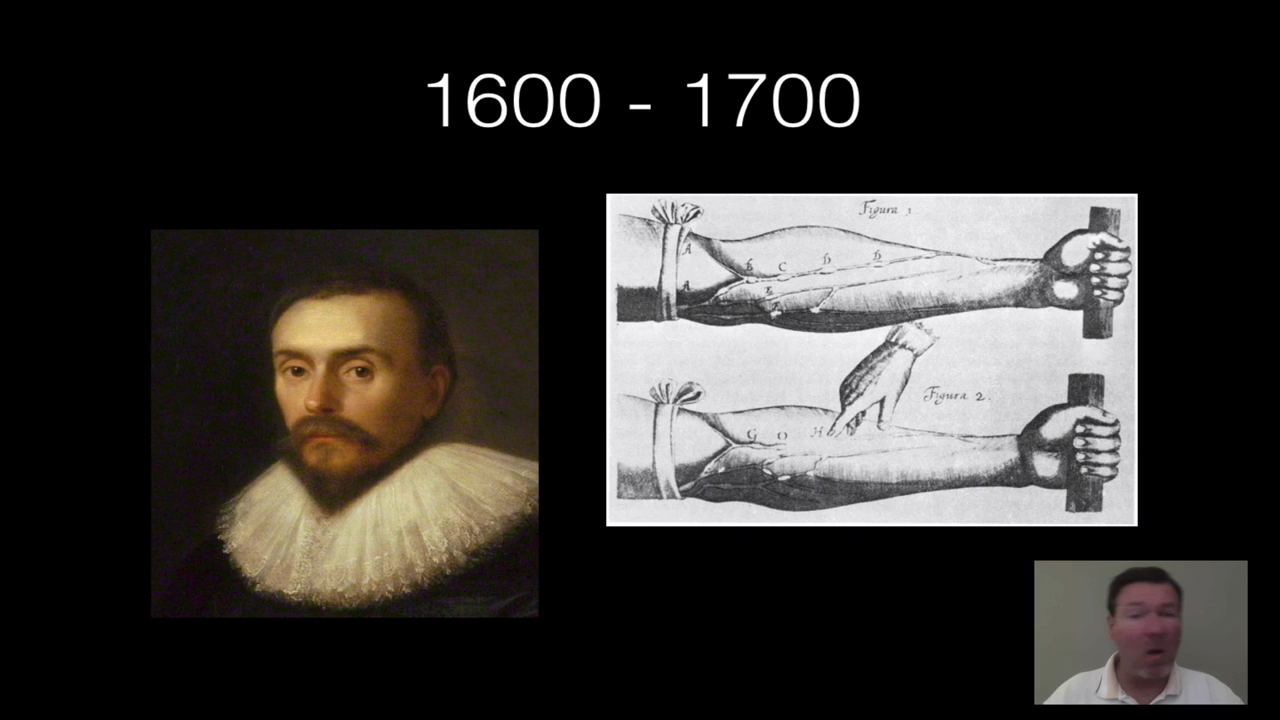 1600 - 1700
Figura 1
A
B C D D
A
E
F
Figura 2.
G O H